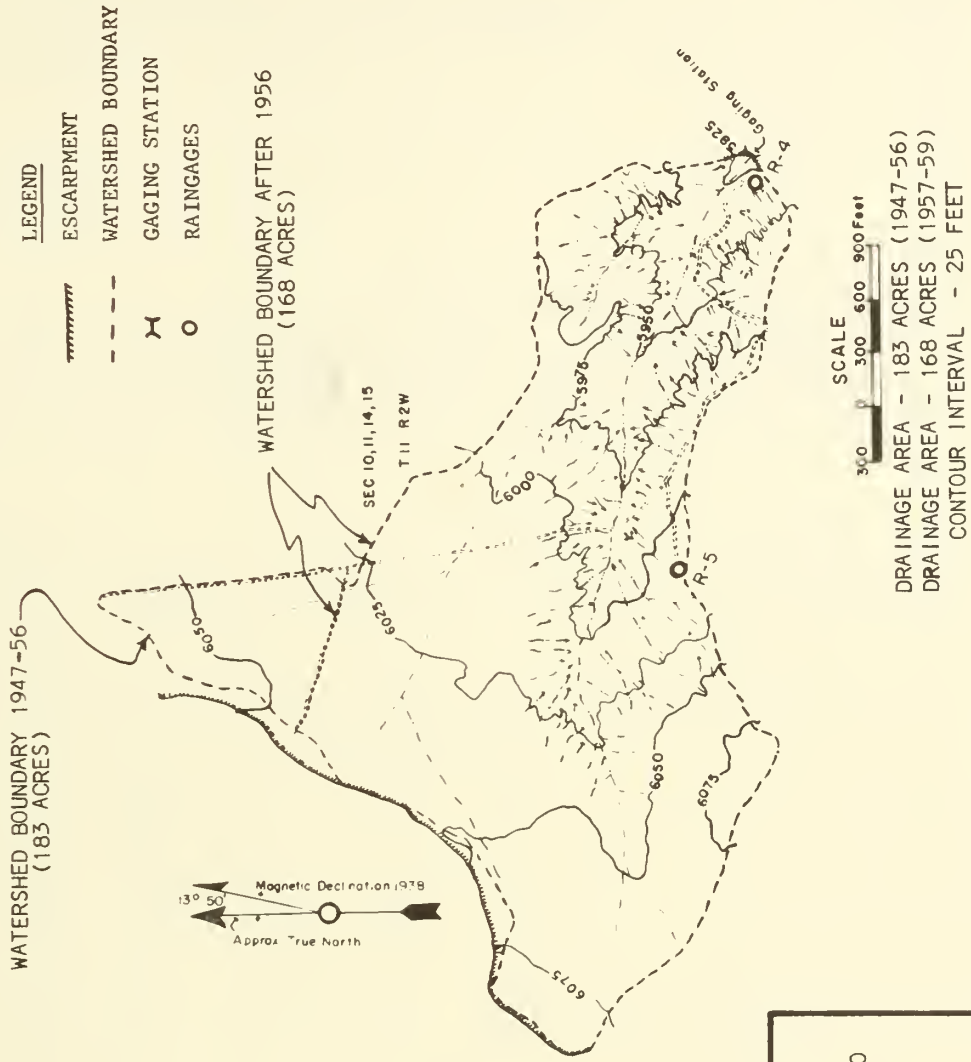 LEGEND
ESCARPMENT
WATERSHED BOUNDARY
GAGING STATION
RAINGAGES
WATERSHED BOUNDARY 1947-56
(183 ACRES)
WATERSHED BOUNDARY AFTER 1956
(168 ACRES)
SEC 10,11,14,15
T11 R2W
13° 50'
Magnetic Declination 1938
Approx True North
6050
6025
6000
5975
5950
5925
Gaging Station
R-4
R-5
6050
6075
6075
SCALE
300 0 300 600 900 Feet
DRAINAGE AREA - 183 ACRES (1947-56)
DRAINAGE AREA - 168 ACRES (1957-59)
CONTOUR INTERVAL - 25 FEET